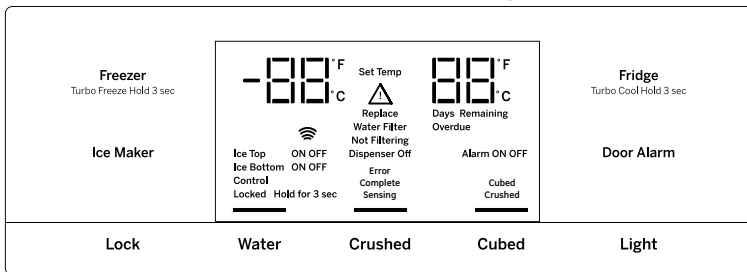 Freezer
Turbo Freeze Hold 3 sec
Ice Maker
-88 °F °C
Set Temp
Replace
Water Filter
Not Filtering
Dispenser Off
Error
Complete
Sensing
Ice Top ON OFF
Ice Bottom ON OFF
Control
Locked Hold for 3 sec
88 °F °C
Days Remaining
Overdue
Alarm ON OFF
Cubed
Crushed
Fridge
Turbo Cool Hold 3 sec
Door Alarm
Lock
Water
Crushed
Cubed
Light